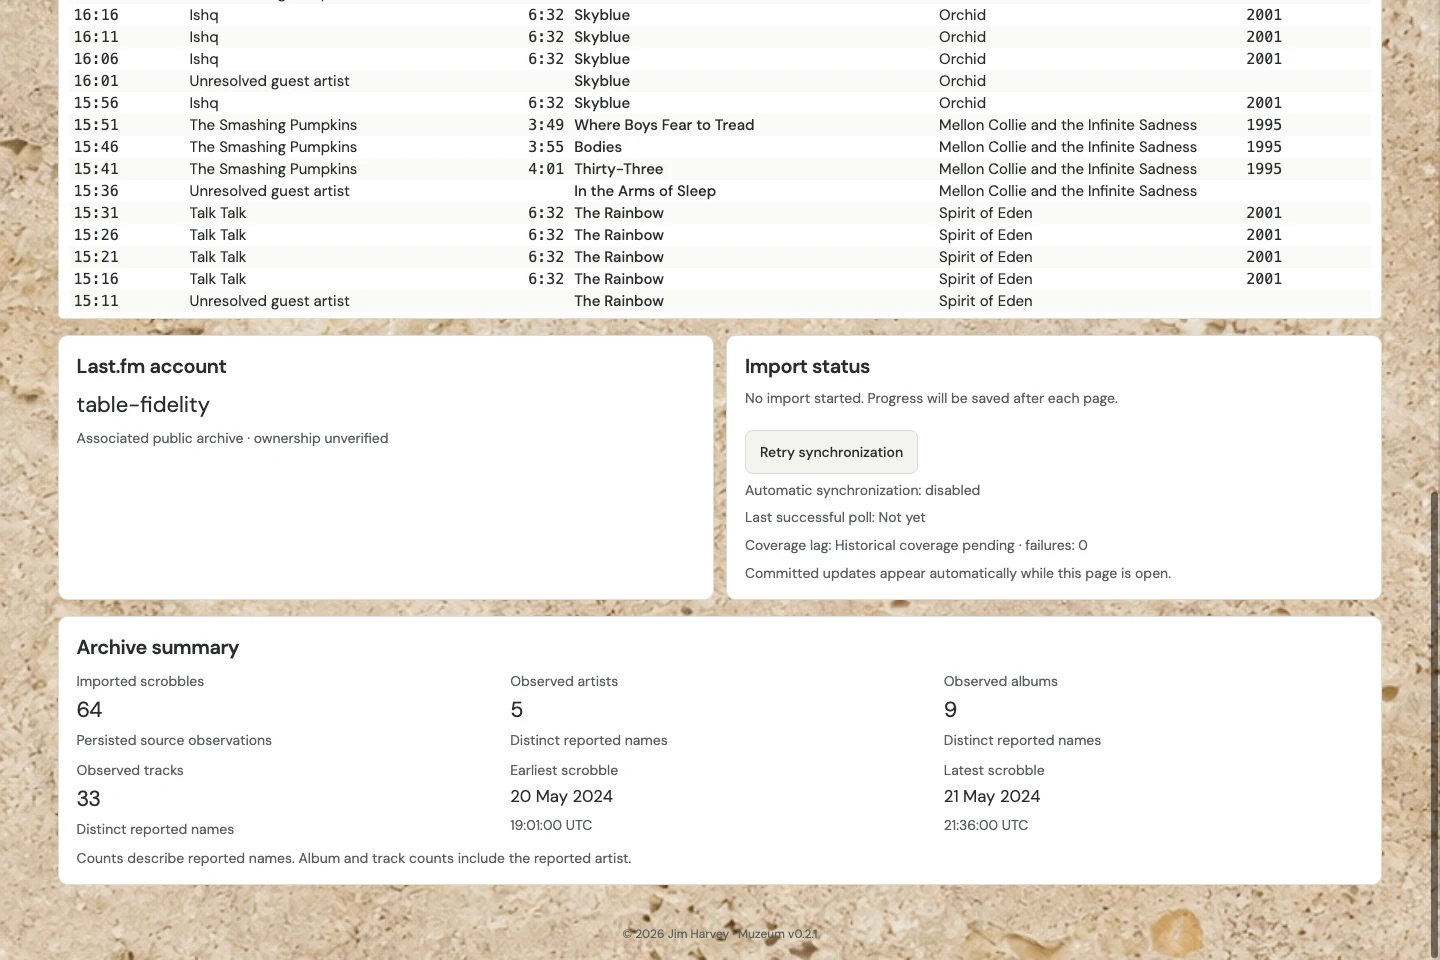 16:16 Ishq 6:32 Skyblue Orchid 2001
16:11 Ishq 6:32 Skyblue Orchid 2001
16:06 Ishq 6:32 Skyblue Orchid 2001
16:01 Unresolved guest artist Skyblue Orchid
15:56 Ishq 6:32 Skyblue Orchid 2001
15:51 The Smashing Pumpkins 3:49 Where Boys Fear to Tread Mellon Collie and the Infinite Sadness 1995
15:46 The Smashing Pumpkins 3:55 Bodies Mellon Collie and the Infinite Sadness 1995
15:41 The Smashing Pumpkins 4:01 Thirty-Three Mellon Collie and the Infinite Sadness 1995
15:36 Unresolved guest artist In the Arms of Sleep Mellon Collie and the Infinite Sadness
15:31 Talk Talk 6:32 The Rainbow Spirit of Eden 2001
15:26 Talk Talk 6:32 The Rainbow Spirit of Eden 2001
15:21 Talk Talk 6:32 The Rainbow Spirit of Eden 2001
15:16 Talk Talk 6:32 The Rainbow Spirit of Eden 2001
15:11 Unresolved guest artist The Rainbow Spirit of Eden
Last.fm account
table-fidelity
Associated public archive · ownership unverified
Import status
No import started. Progress will be saved after each page.
Retry synchronization
Automatic synchronization: disabled
Last successful poll: Not yet
Coverage lag: Historical coverage pending · failures: 0
Committed updates appear automatically while this page is open.
Archive summary
Imported scrobbles
64
Persisted source observations
Observed artists
5
Distinct reported names
Observed albums
9
Distinct reported names
Observed tracks
33
Distinct reported names
Earliest scrobble
20 May 2024
19:01:00 UTC
Latest scrobble
21 May 2024
21:36:00 UTC
Counts describe reported names. Album and track counts include the reported artist.
© 2026 Jim Harvey · Muzeum v0.2.1